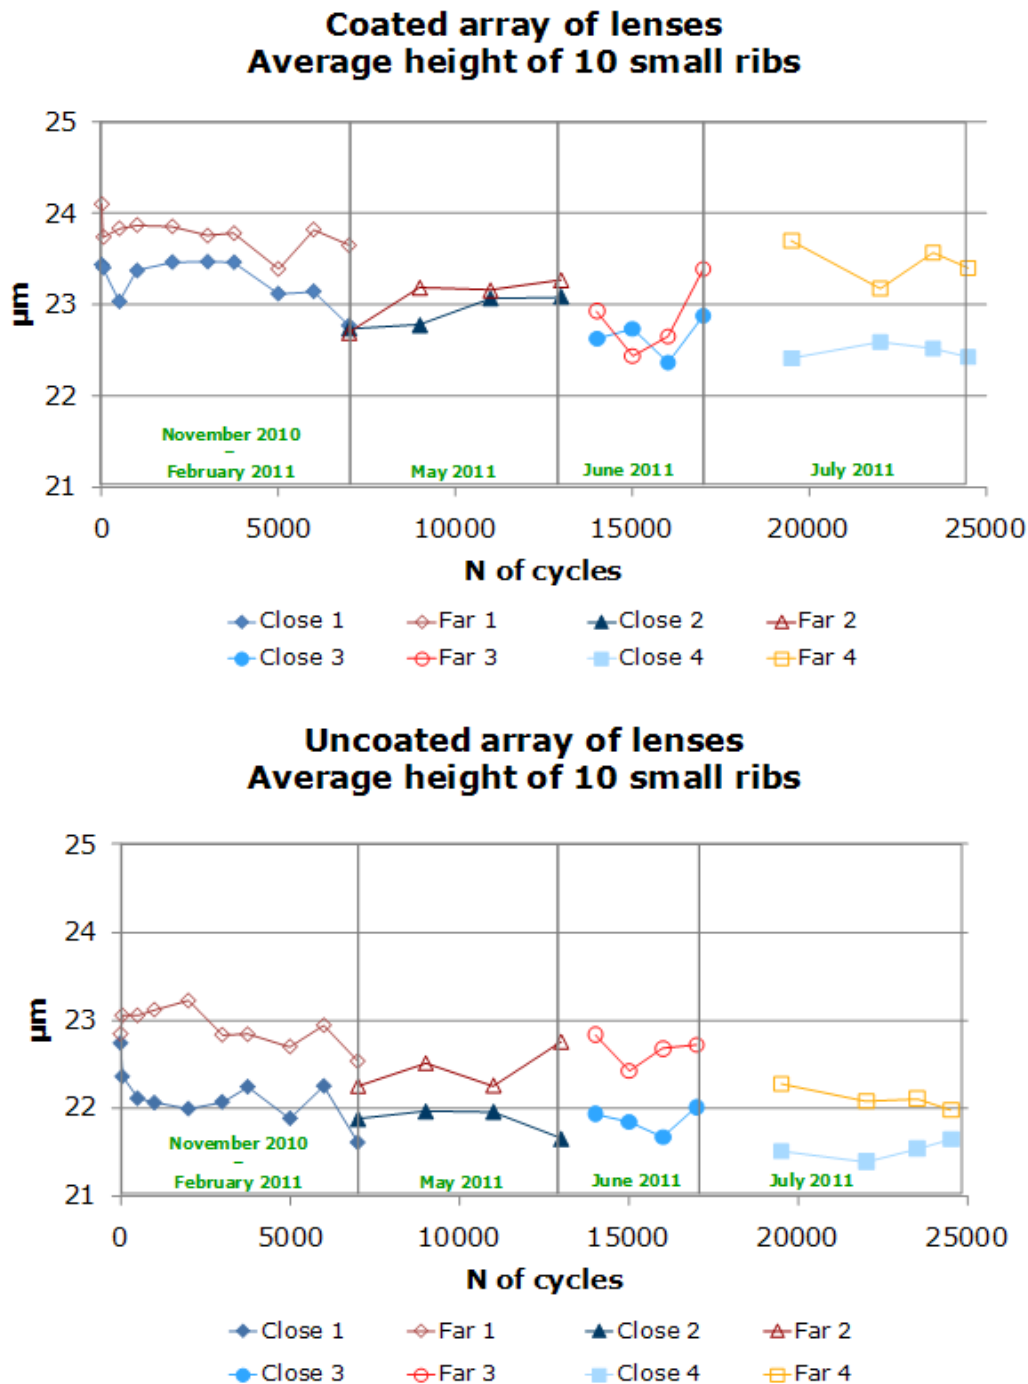 Coated array of lenses
Average height of 10 small ribs
25
24
23
22
21
µm
November 2010
–
February 2011
May 2011
June 2011
July 2011
0 5000 10000 15000 20000 25000
N of cycles
Close 1 Far 1 Close 2 Far 2
Close 3 Far 3 Close 4 Far 4
Uncoated array of lenses
Average height of 10 small ribs
25
24
23
22
21
µm
November 2010
–
February 2011
May 2011
June 2011
July 2011
0 5000 10000 15000 20000 25000
N of cycles
Close 1 Far 1 Close 2 Far 2
Close 3 Far 3 Close 4 Far 4